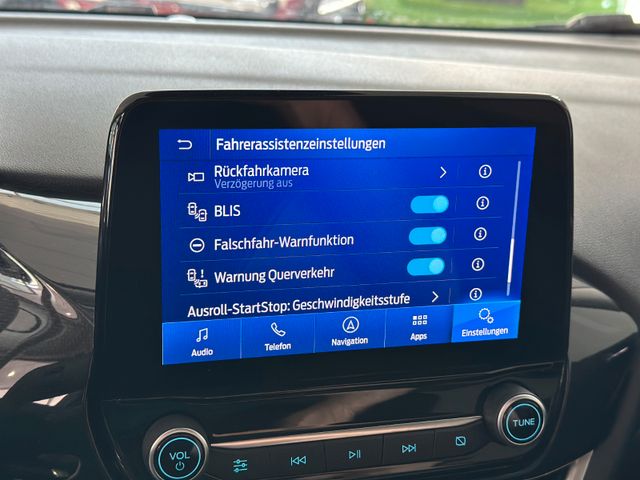 Fahrerassistenzeinstellungen
Rückfahrkamera
Verzögerung aus
BLIS
Falschfahr-Warnfunktion
Warnung Querverkehr
Ausroll-StartStop: Geschwindigkeitsstufe
Audio
Telefon
Navigation
Apps
Einstellungen
VOL
TUNE